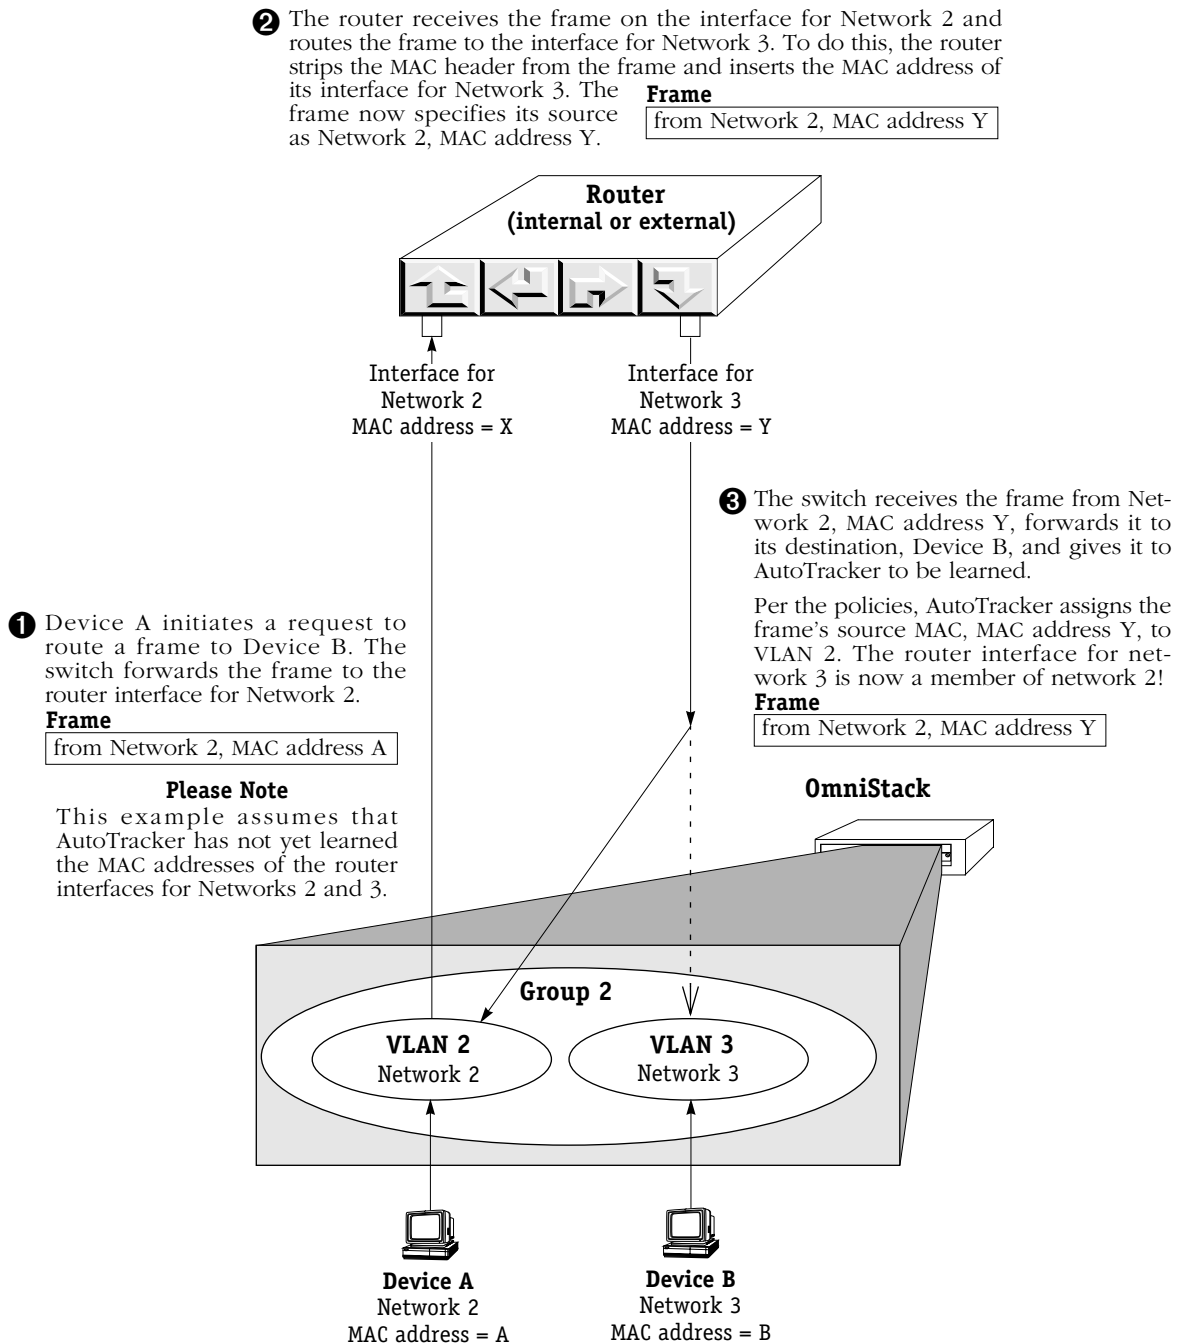 ❷ The router receives the frame on the interface for Network 2 and
routes the frame to the interface for Network 3. To do this, the router
strips the MAC header from the frame and inserts the MAC address of
its interface for Network 3. The
frame now specifies its source
as Network 2, MAC address Y.
Frame
from Network 2, MAC address Y
Router
(internal or external)
Interface for
Network 2
MAC address = X
Interface for
Network 3
MAC address = Y
❸ The switch receives the frame from Net-
work 2, MAC address Y, forwards it to
its destination, Device B, and gives it to
AutoTracker to be learned.
Per the policies, AutoTracker assigns the
frame's source MAC, MAC address Y, to
VLAN 2. The router interface for net-
work 3 is now a member of network 2!
Frame
from Network 2, MAC address Y
❶ Device A initiates a request to
route a frame to Device B. The
switch forwards the frame to the
router interface for Network 2.
Frame
from Network 2, MAC address A
Please Note
This example assumes that
AutoTracker has not yet learned
the MAC addresses of the router
interfaces for Networks 2 and 3.
OmniStack
Group 2
VLAN 2
Network 2
VLAN 3
Network 3
Device A
Network 2
MAC address = A
Device B
Network 3
MAC address = B